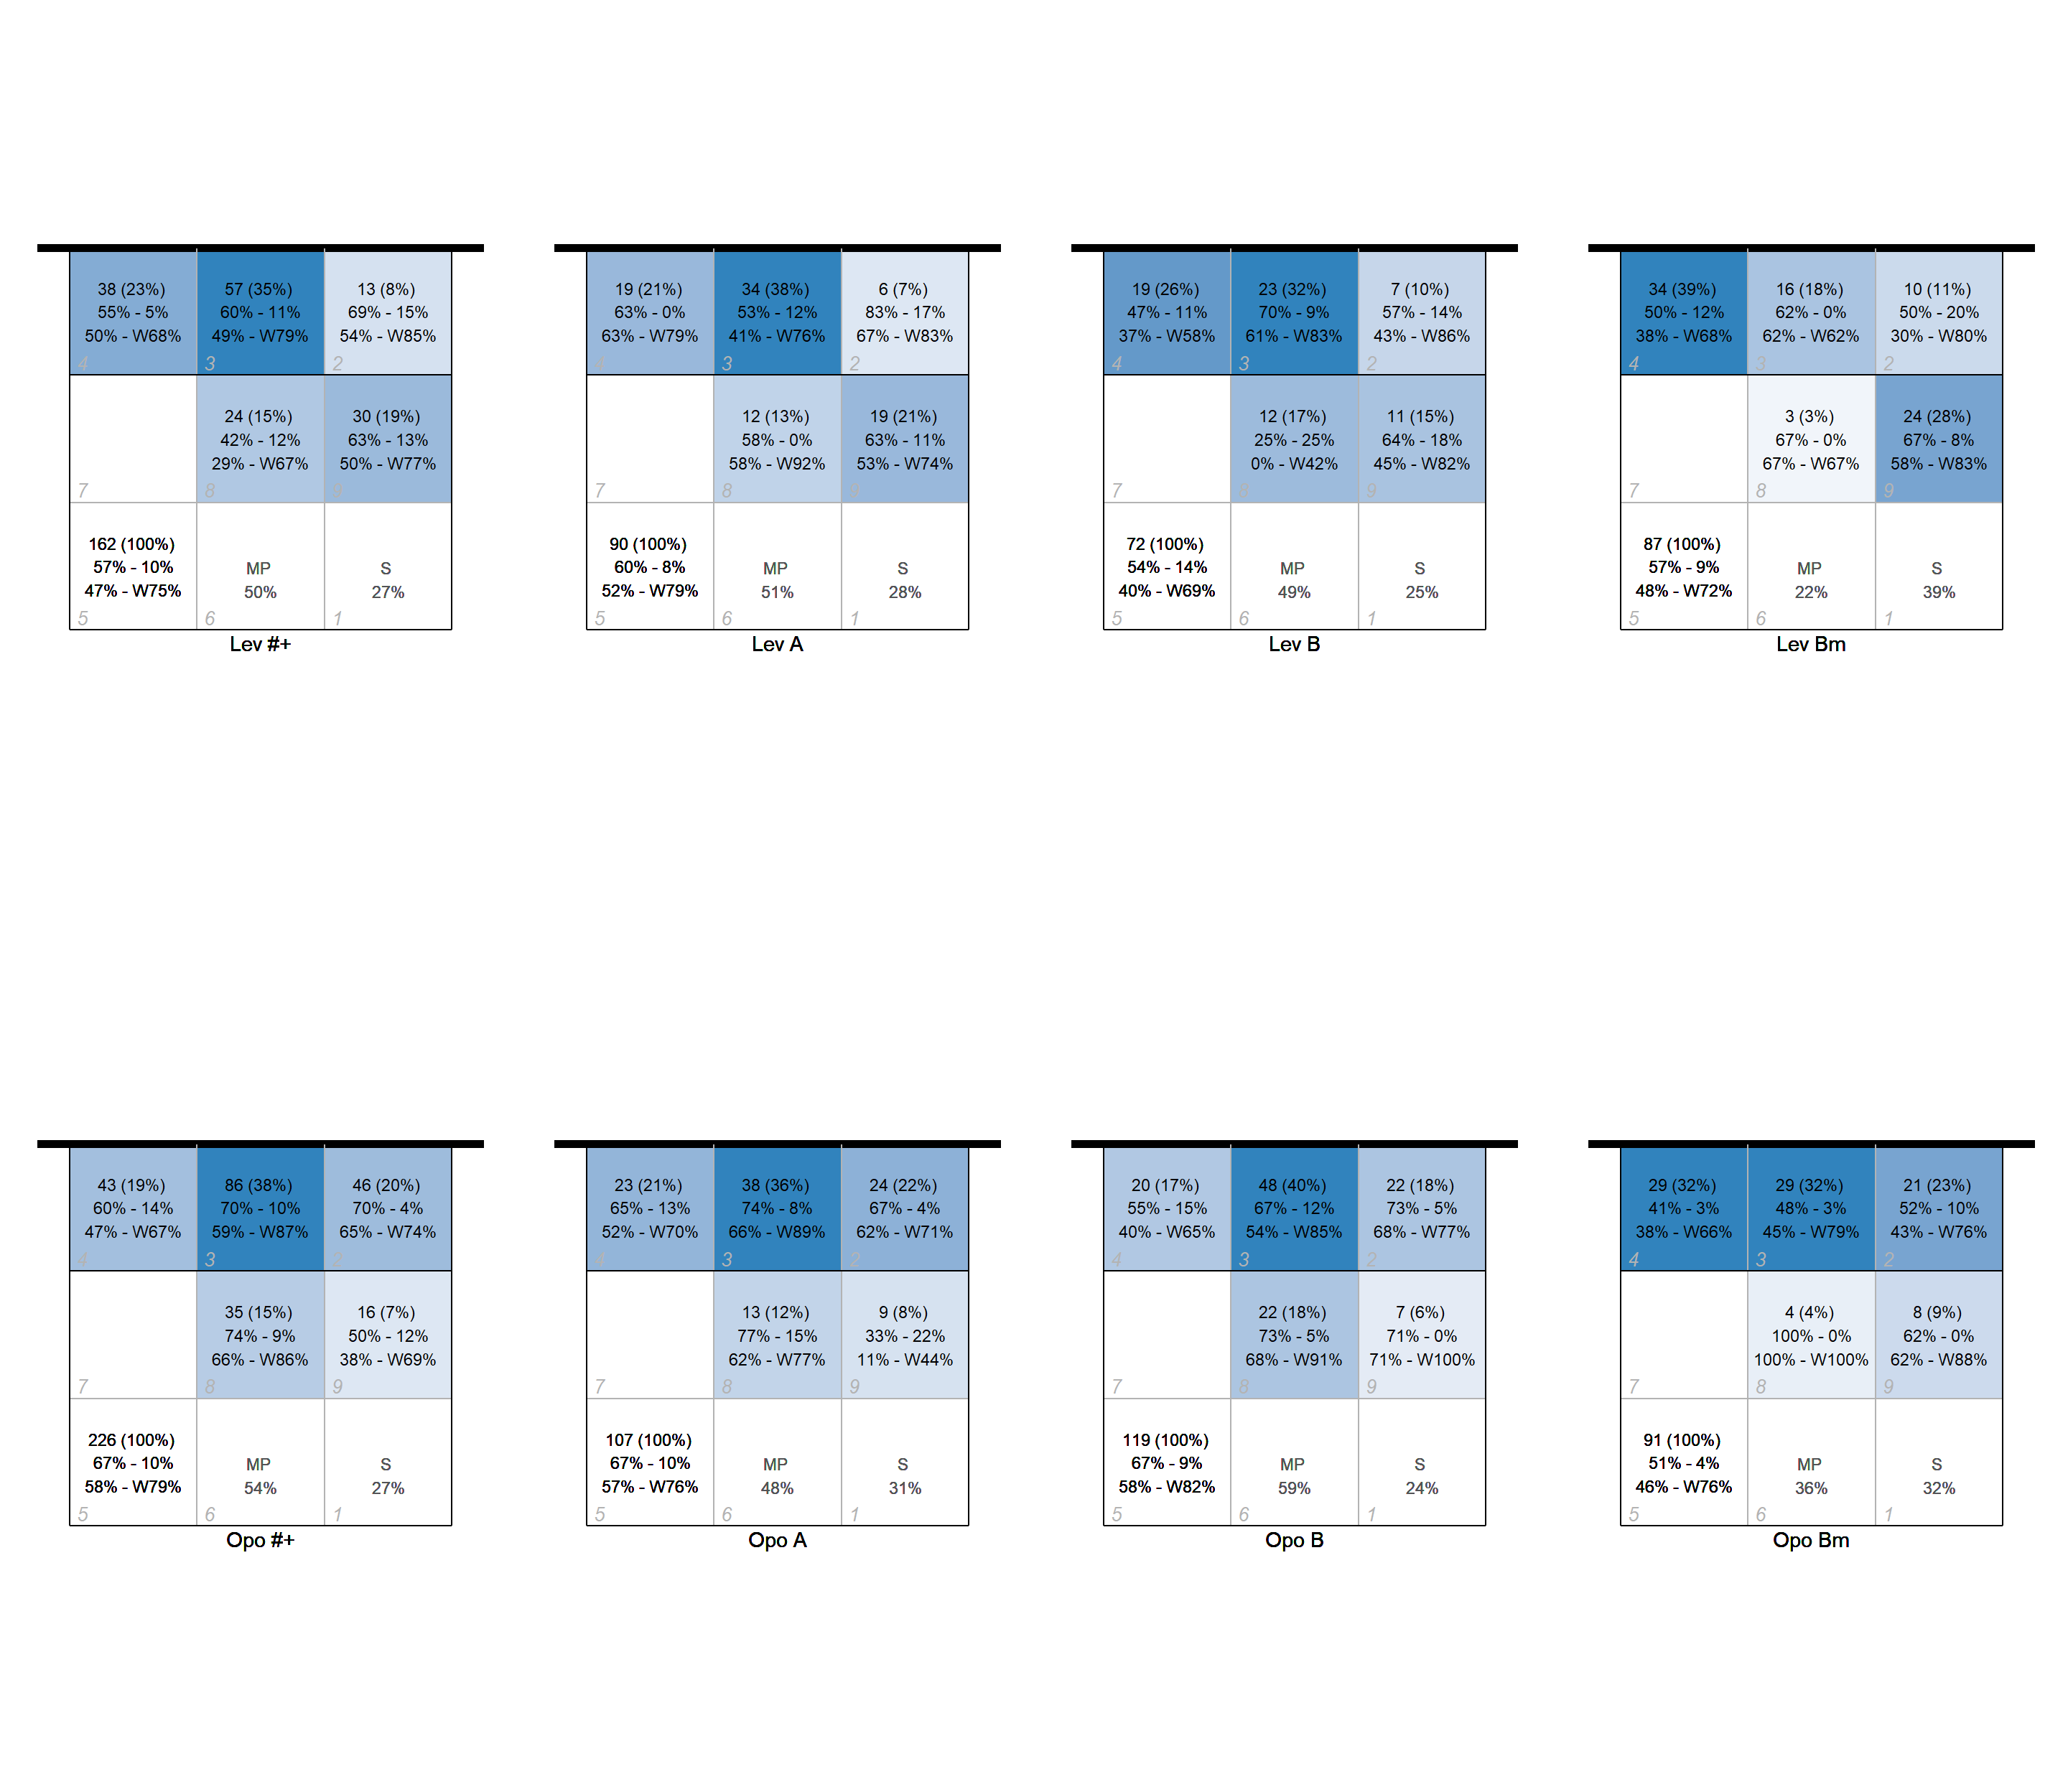 38 (23%)
55% - 5%
50% - W68%
4
57 (35%)
60% - 11%
49% - W79%
3
13 (8%)
69% - 15%
54% - W85%
2
7
24 (15%)
42% - 12%
29% - W67%
8
30 (19%)
63% - 13%
50% - W77%
9
162 (100%)
57% - 10%
47% - W75%
5
MP
50%
6
S
27%
1
Lev #+
19 (21%)
63% - 0%
63% - W79%
4
34 (38%)
53% - 12%
41% - W76%
3
6 (7%)
83% - 17%
67% - W83%
2
7
12 (13%)
58% - 0%
58% - W92%
8
19 (21%)
63% - 11%
53% - W74%
9
90 (100%)
60% - 8%
52% - W79%
5
MP
51%
6
S
28%
1
Lev A
19 (26%)
47% - 11%
37% - W58%
4
23 (32%)
70% - 9%
61% - W83%
3
7 (10%)
57% - 14%
43% - W86%
2
7
12 (17%)
25% - 25%
0% - W42%
8
11 (15%)
64% - 18%
45% - W82%
9
72 (100%)
54% - 14%
40% - W69%
5
MP
49%
6
S
25%
1
Lev B
34 (39%)
50% - 12%
38% - W68%
4
16 (18%)
62% - 0%
62% - W62%
3
10 (11%)
50% - 20%
30% - W80%
2
7
3 (3%)
67% - 0%
67% - W67%
8
24 (28%)
67% - 8%
58% - W83%
9
87 (100%)
57% - 9%
48% - W72%
5
MP
22%
6
S
39%
1
Lev Bm
43 (19%)
60% - 14%
47% - W67%
4
86 (38%)
70% - 10%
59% - W87%
3
46 (20%)
70% - 4%
65% - W74%
2
7
35 (15%)
74% - 9%
66% - W86%
8
16 (7%)
50% - 12%
38% - W69%
9
226 (100%)
67% - 10%
58% - W79%
5
MP
54%
6
S
27%
1
Opo #+
23 (21%)
65% - 13%
52% - W70%
4
38 (36%)
74% - 8%
66% - W89%
3
24 (22%)
67% - 4%
62% - W71%
2
7
13 (12%)
77% - 15%
62% - W77%
8
9 (8%)
33% - 22%
11% - W44%
9
107 (100%)
67% - 10%
57% - W76%
5
MP
48%
6
S
31%
1
Opo A
20 (17%)
55% - 15%
40% - W65%
4
48 (40%)
67% - 12%
54% - W85%
3
22 (18%)
73% - 5%
68% - W77%
2
7
22 (18%)
73% - 5%
68% - W91%
8
7 (6%)
71% - 0%
71% - W100%
9
119 (100%)
67% - 9%
58% - W82%
5
MP
59%
6
S
24%
1
Opo B
29 (32%)
41% - 3%
38% - W66%
4
29 (32%)
48% - 3%
45% - W79%
3
21 (23%)
52% - 10%
43% - W76%
2
7
4 (4%)
100% - 0%
100% - W100%
8
8 (9%)
62% - 0%
62% - W88%
9
91 (100%)
51% - 4%
46% - W76%
5
MP
36%
6
S
32%
1
Opo Bm